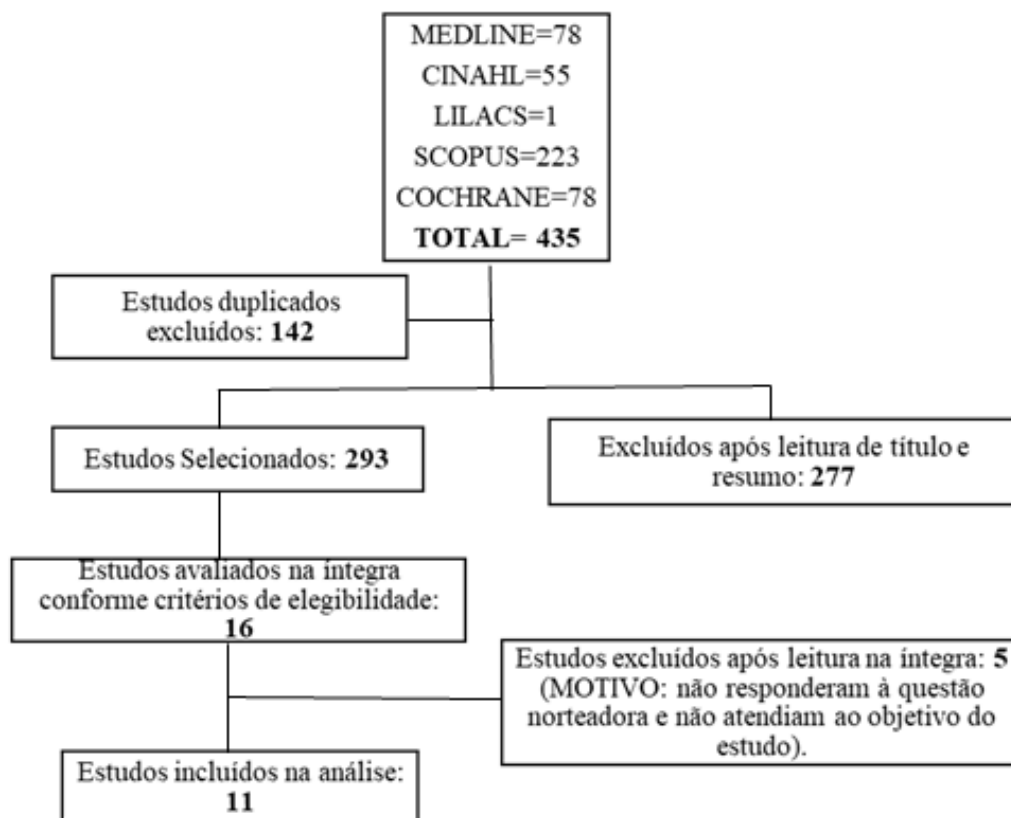 MEDLINE=78
CINAHL=55
LILACS=1
SCOPUS=223
COCHRANE=78
TOTAL= 435
Estudos duplicados
excluídos: 142
Estudos Selecionados: 293
Excluídos após leitura de título e
resumo: 277
Estudos avaliados na íntegra
conforme critérios de elegibilidade:
16
Estudos excluídos após leitura na íntegra: 5
(MOTIVO: não responderam à questão
norteadora e não atendiam ao objetivo do
estudo).
Estudos incluídos na análise:
11